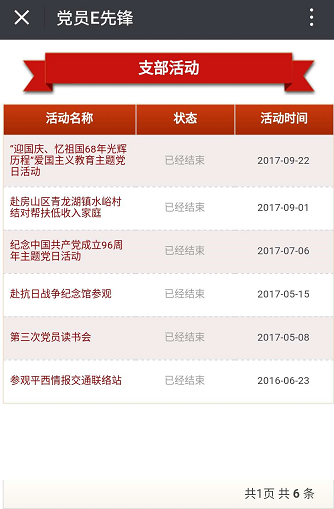 党员E先锋
支部活动
活动名称 状态 活动时间
“迎国庆、忆祖国68年光辉
历程”爱国主义教育主题党
日活动
已经结束 2017-09-22
赴房山区青龙湖镇水峪村
结对帮扶低收入家庭
已经结束 2017-09-01
纪念中国共产党成立96周
年主题党日活动
已经结束 2017-07-06
赴抗日战争纪念馆参观 已经结束 2017-05-15
第三次党员读书会 已经结束 2017-05-08
参观平西情报交通联络站 已经结束 2016-06-23
共1页 共 6 条